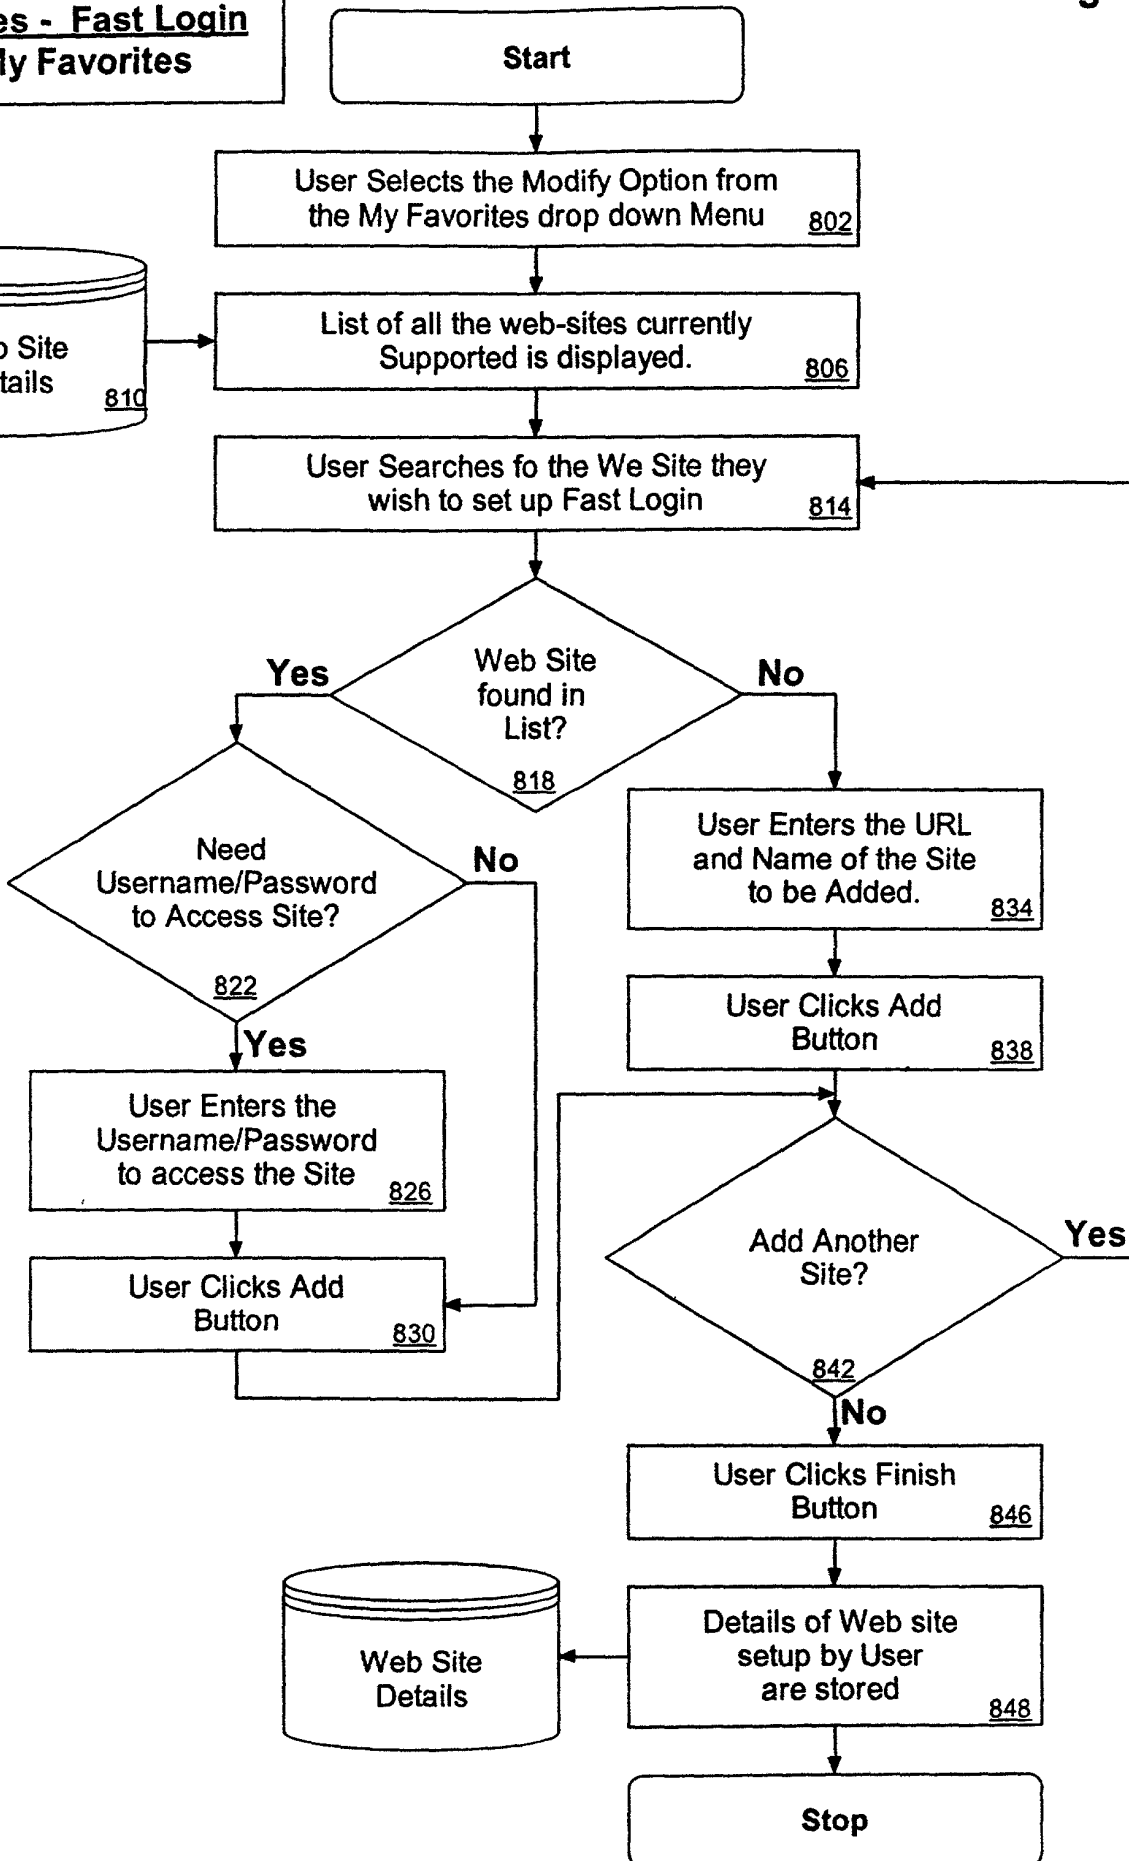 es - Fast Login
My Favorites
Start
User Selects the Modify Option from
the My Favorites drop down Menu
802
List of all the web-sites currently
Supported is displayed.
806
Site
tails
810
User Searches fo the We Site they
wish to set up Fast Login
814
Web Site
found in
List?
818
Yes
No
Need
Username/Password
to Access Site?
822
No
Yes
User Enters the URL
and Name of the Site
to be Added.
834
User Clicks Add
Button
838
User Enters the
Username/Password
to access the Site
826
User Clicks Add
Button
830
Add Another
Site?
842
Yes
No
User Clicks Finish
Button
846
Details of Web site
setup by User
are stored
848
Web Site
Details
Stop